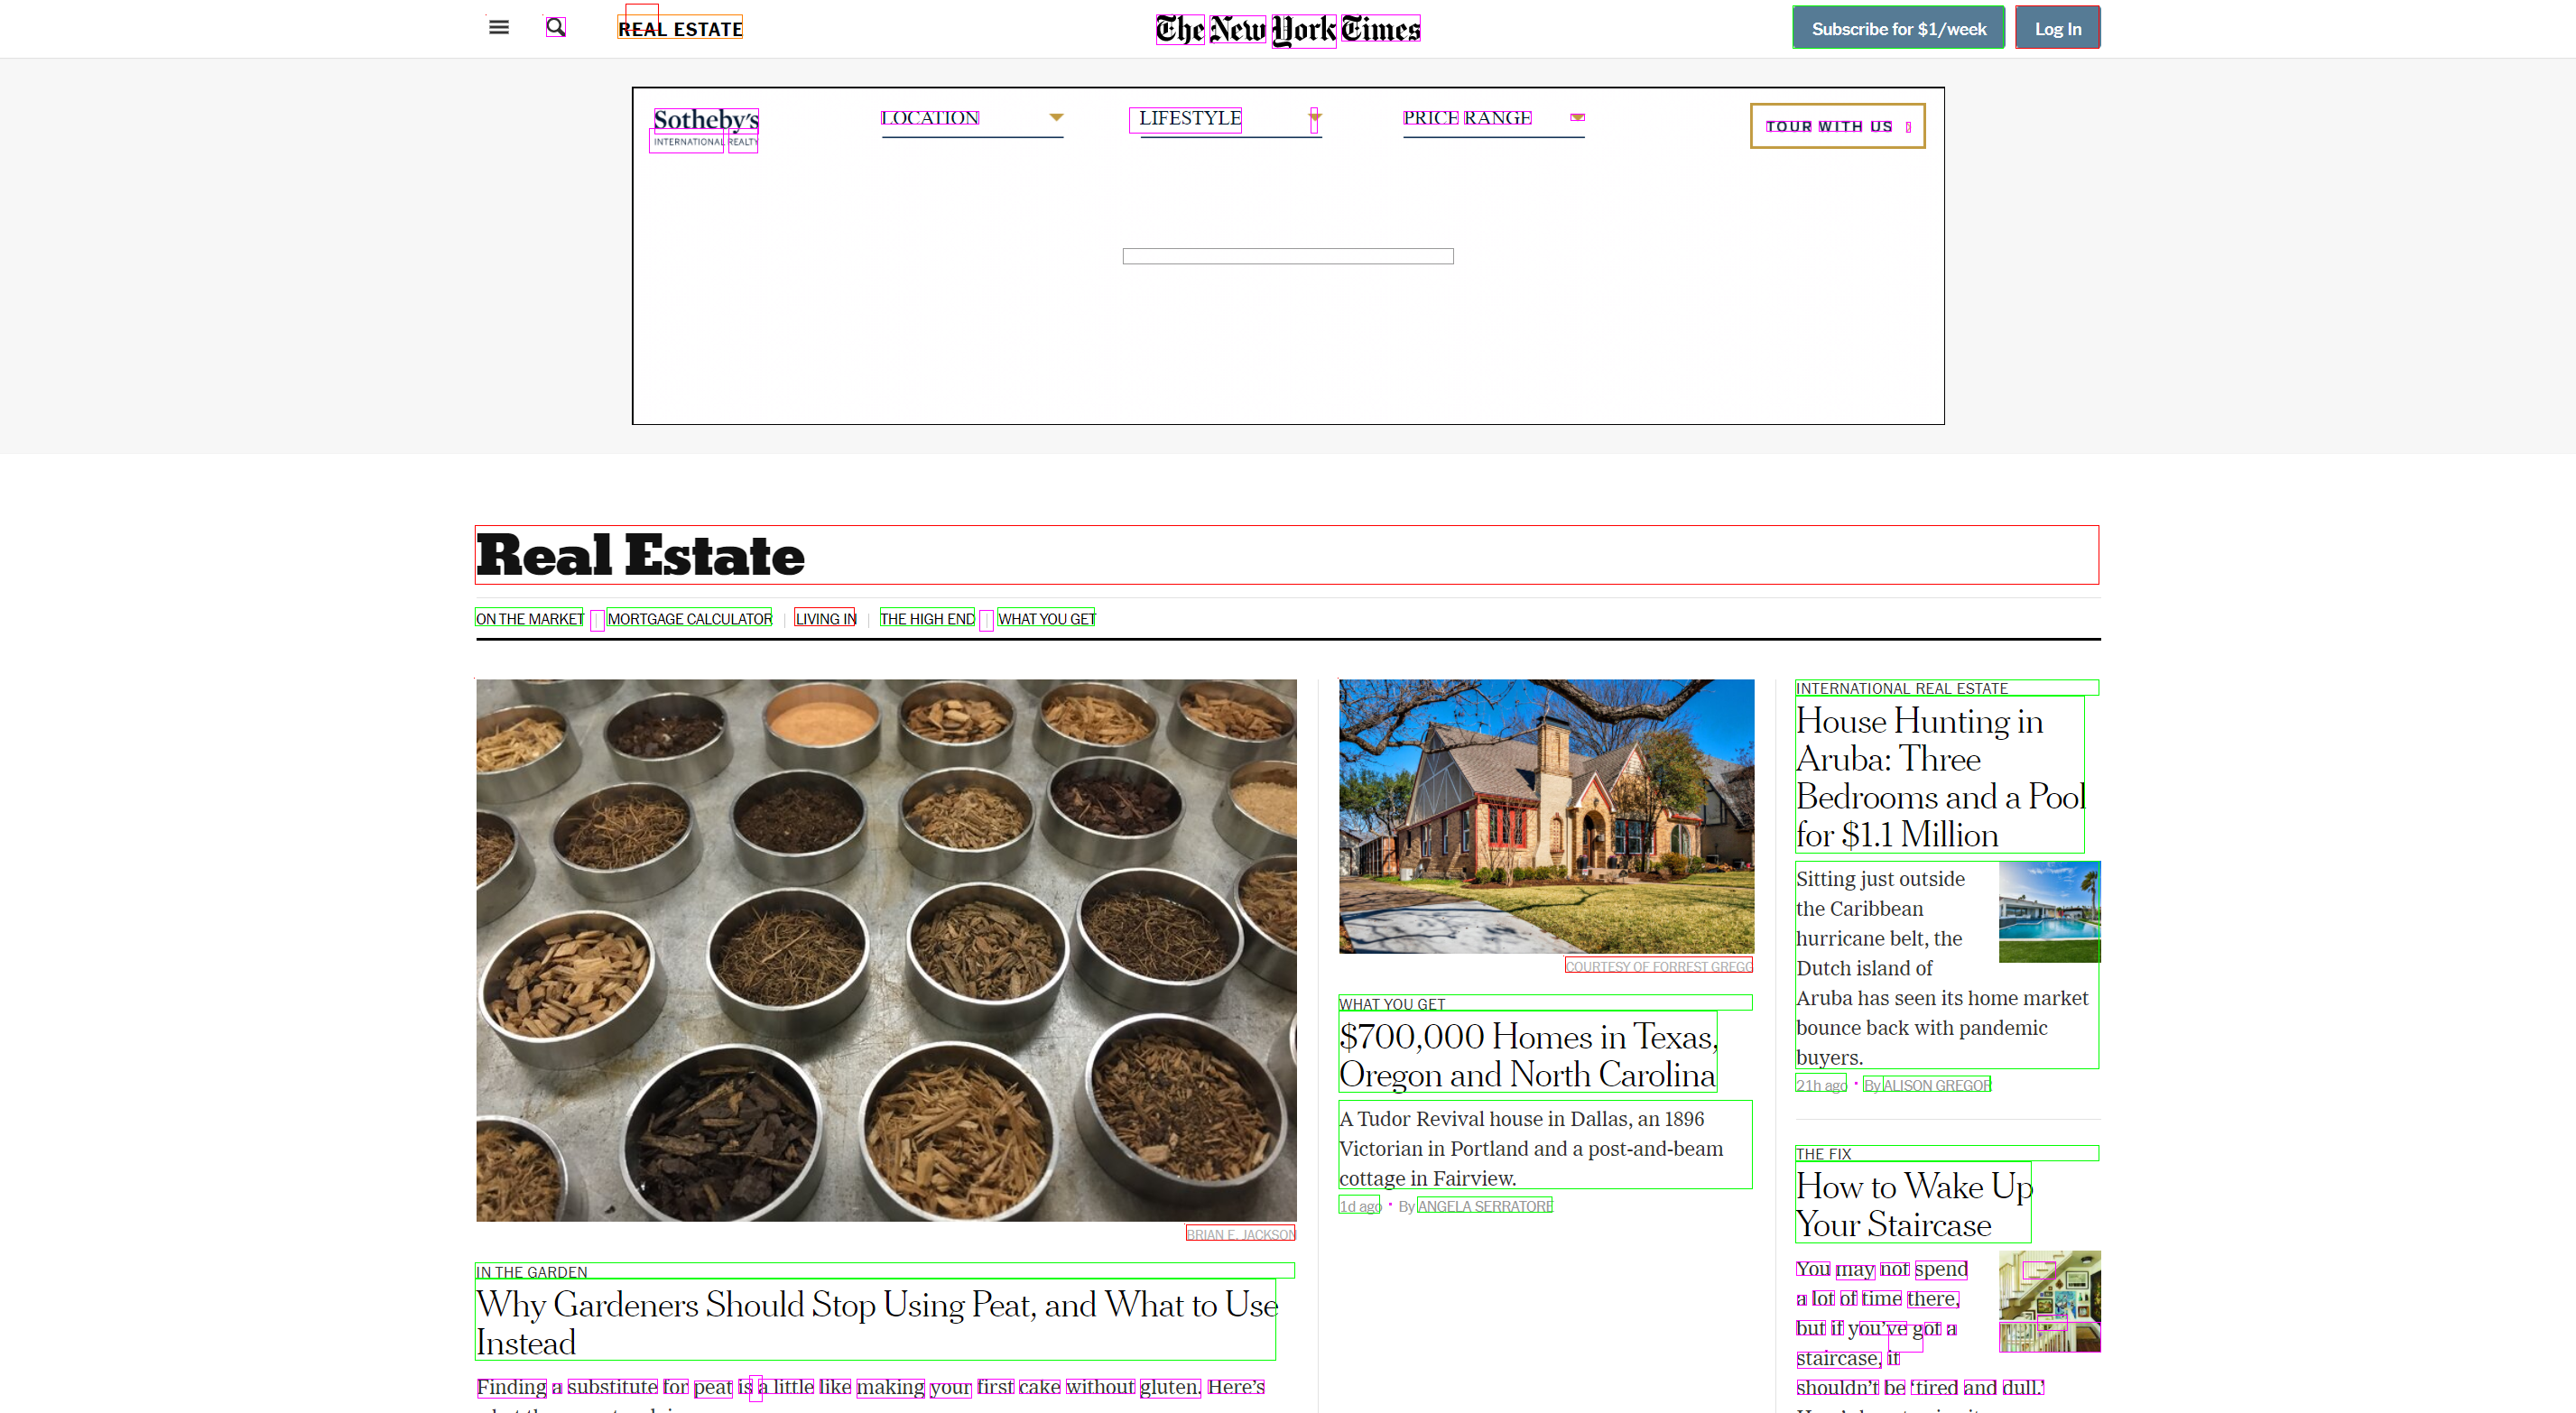 REAL ESTATE
The New York Times
Subscribe for $1/week
Log In
Sotheby's
INTERNATIONAL REALTY
LOCATION
LIFESTYLE
PRICE RANGE
TOUR WITH US
Real Estate
ON THE MARKET
MORTGAGE CALCULATOR
LIVING IN
THE HIGH END
WHAT YOU GET
BRIAN E. JACKSON
IN THE GARDEN
Why Gardeners Should Stop Using Peat, and What to Use
Instead
Finding a substitute for peat is a little like making your first cake without gluten. Here's
COURTESY OF FORREST GREGG
WHAT YOU GET
$700,000 Homes in Texas,
Oregon and North Carolina
A Tudor Revival house in Dallas, an 1896
Victorian in Portland and a post-and-beam
cottage in Fairview.
1d ago • By ANGELA SERRATORE
INTERNATIONAL REAL ESTATE
House Hunting in
Aruba: Three
Bedrooms and a Pool
for $1.1 Million
Sitting just outside
the Caribbean
hurricane belt, the
Dutch island of
Aruba has seen its home market
bounce back with pandemic
buyers.
21h ago • By ALISON GREGOR
THE FIX
How to Wake Up
Your Staircase
You may not spend
a lot of time there,
but if you've got a
staircase, it
shouldn't be 'tired and dull.'